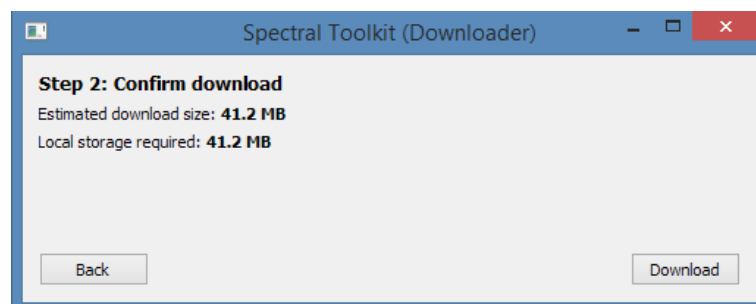 Spectral Toolkit (Downloader)
Step 2: Confirm download
Estimated download size: 41.2 MB
Local storage required: 41.2 MB
Back
Download